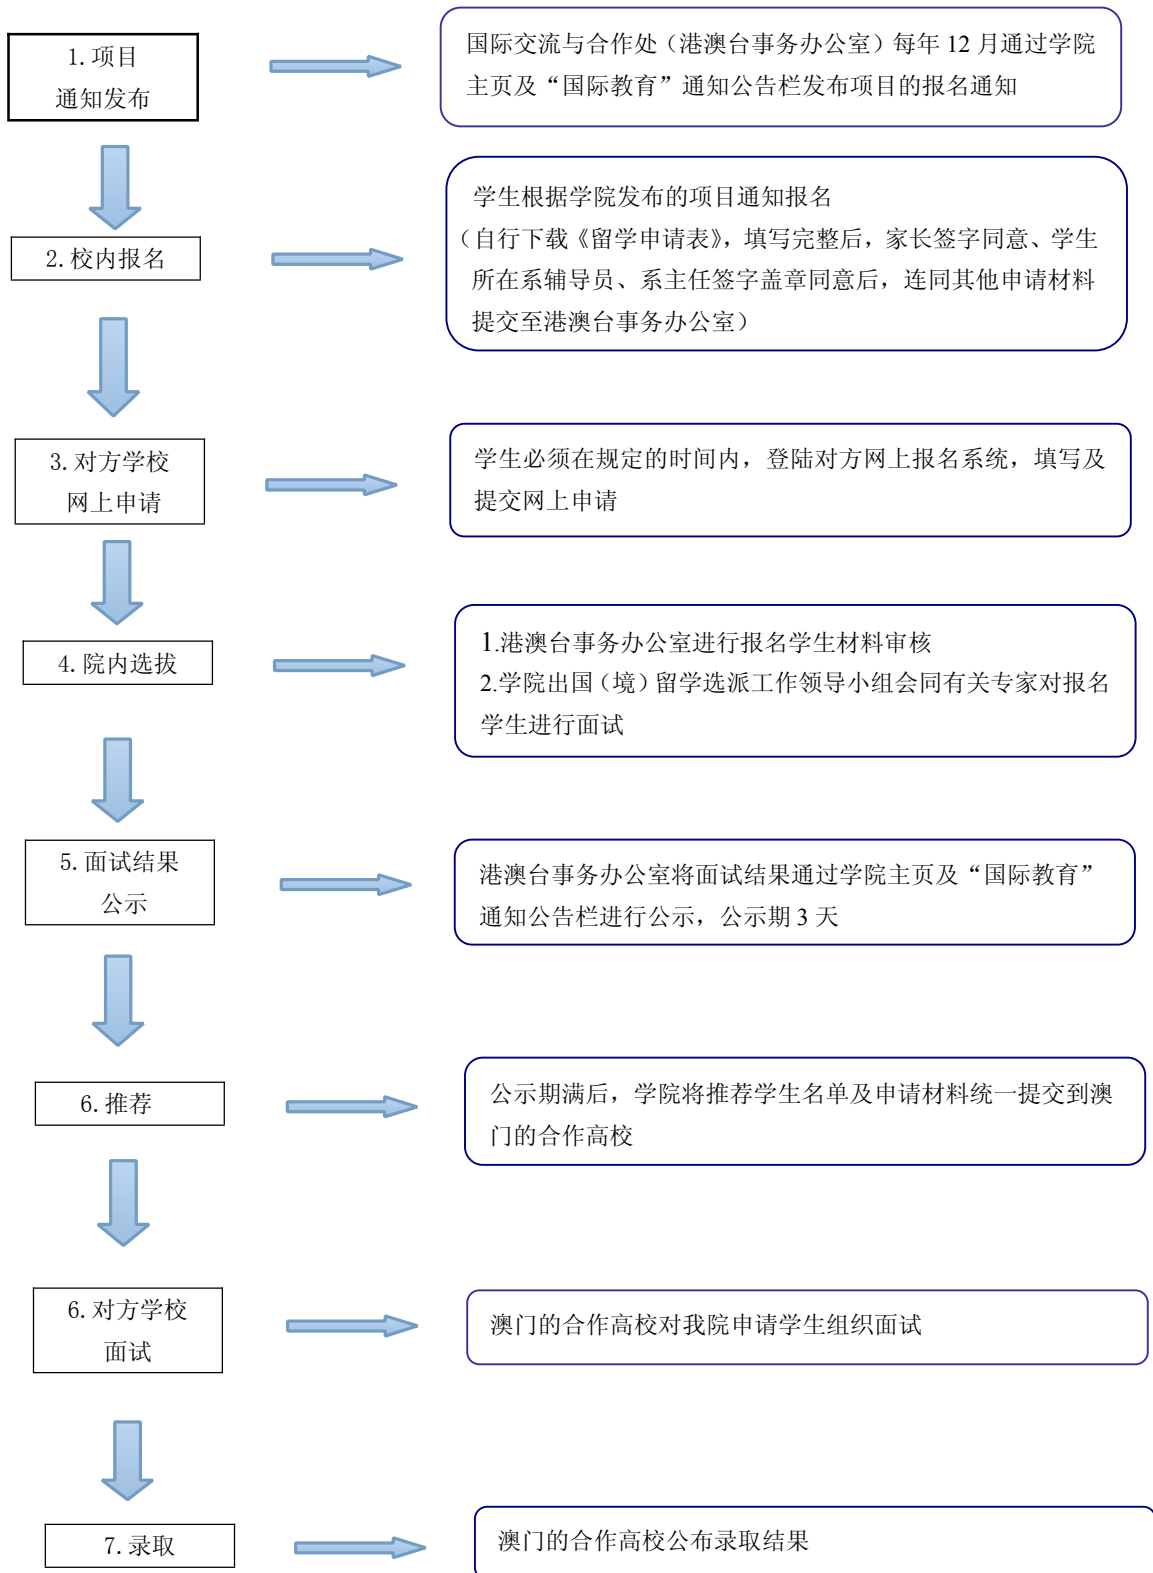 1.项目
通知发布
国际交流与合作处（港澳台事务办公室）每年 12 月通过学院
主页及“国际教育”通知公告栏发布项目的报名通知
2.校内报名
学生根据学院发布的项目通知报名
（自行下载《留学申请表》，填写完整后，家长签字同意、学生
所在系辅导员、系主任签字盖章同意后，连同其他申请材料
提交至港澳台事务办公室）
3.对方学校
网上申请
学生必须在规定的时间内，登陆对方网上报名系统，填写及
提交网上申请
4.院内选拔
1.港澳台事务办公室进行报名学生材料审核
2.学院出国（境）留学选派工作领导小组会同有关专家对报名
学生进行面试
5.面试结果
公示
港澳台事务办公室将面试结果通过学院主页及“国际教育”
通知公告栏进行公示，公示期 3 天
6.推荐
公示期满后，学院将推荐学生名单及申请材料统一提交到澳
门的合作高校
6.对方学校
面试
澳门的合作高校对我院申请学生组织面试
7.录取
澳门的合作高校公布录取结果